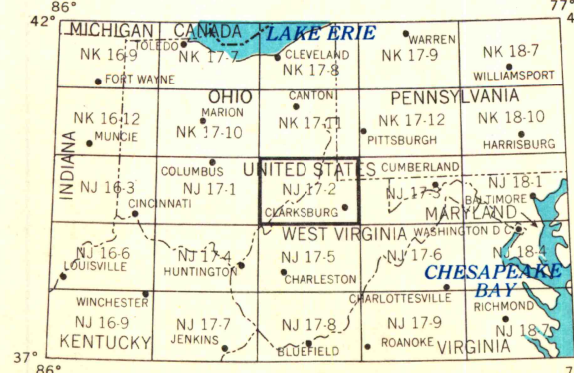 42° 86° 77°
MICHIGAN CANADA LAKE ERIE
TOLEDO WARREN
NK 16-9 NK 17-7 CLEVELAND NK 17-9 NK 18-7
FORT WAYNE NK 17-8 WILLIAMSPORT
OHIO CANTON PENNSYLVANIA
NK 16-12 MARION NK 17-11 NK 17-12 NK 18-10
MUNCIE NK 17-10 PITTSBURGH HARRISBURG
INDIANA
COLUMBUS UNITED STATES CUMBERLAND
NJ 16-3 NJ 17-1 NJ 17-2 NJ 17-3 NJ 18-1
CINCINNATI CLARKSBURG BALTIMORE
MARYLAND
WEST VIRGINIA WASHINGTON D C
NJ 16-6 NJ 17-4 NJ 17-5 NJ 17-6 NJ 18-4
LOUISVILLE HUNTINGTON CHARLESTON CHESAPEAKE
BAY
WINCHESTER CHARLOTTESVILLE RICHMOND
NJ 16-9 NJ 17-7 NJ 17-8 NJ 17-9 NJ 18-7
KENTUCKY JENKINS BLUEFIELD ROANOKE VIRGINIA
37° 86° 7